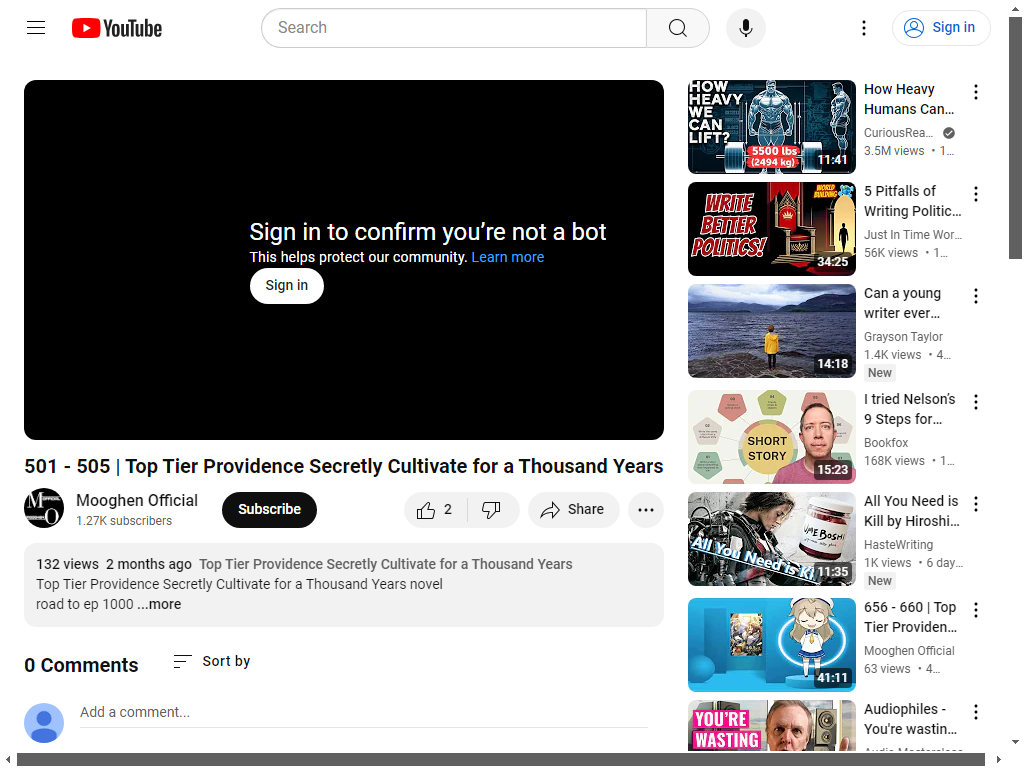 YouTube
Search
Sign in
Sign in to confirm you’re not a bot
This helps protect our community. Learn more
Sign in
501 - 505 | Top Tier Providence Secretly Cultivate for a Thousand Years
Mooghen Official
1.27K subscribers
Subscribe
2
Share
132 views 2 months ago Top Tier Providence Secretly Cultivate for a Thousand Years
Top Tier Providence Secretly Cultivate for a Thousand Years novel
road to ep 1000 ...more
0 Comments
Sort by
Add a comment...
HOW
HEAVY
WE
CAN
LIFT?
5500 lbs
(2494 kg)
11:41
How Heavy
Humans Can...
CuriousRea...
3.5M views • 1...
WRITE
BETTER
POLITICS!
WORLD
BUILDING
34:25
5 Pitfalls of
Writing Politic...
Just In Time Wor...
56K views • 1...
14:18
Can a young
writer ever...
Grayson Taylor
1.4K views • 4...
New
SHORT
STORY
15:23
I tried Nelson’s
9 Steps for...
Bookfox
168K views • 1...
UMEBOSHI
All You Need is Kill
11:35
All You Need is
Kill by Hiroshi...
HasteWriting
1K views • 6 day...
New
41:11
656 - 660 | Top
Tier Providen...
Mooghen Official
63 views • 4...
YOU'RE
WASTING
Audiophiles -
You're wastin...